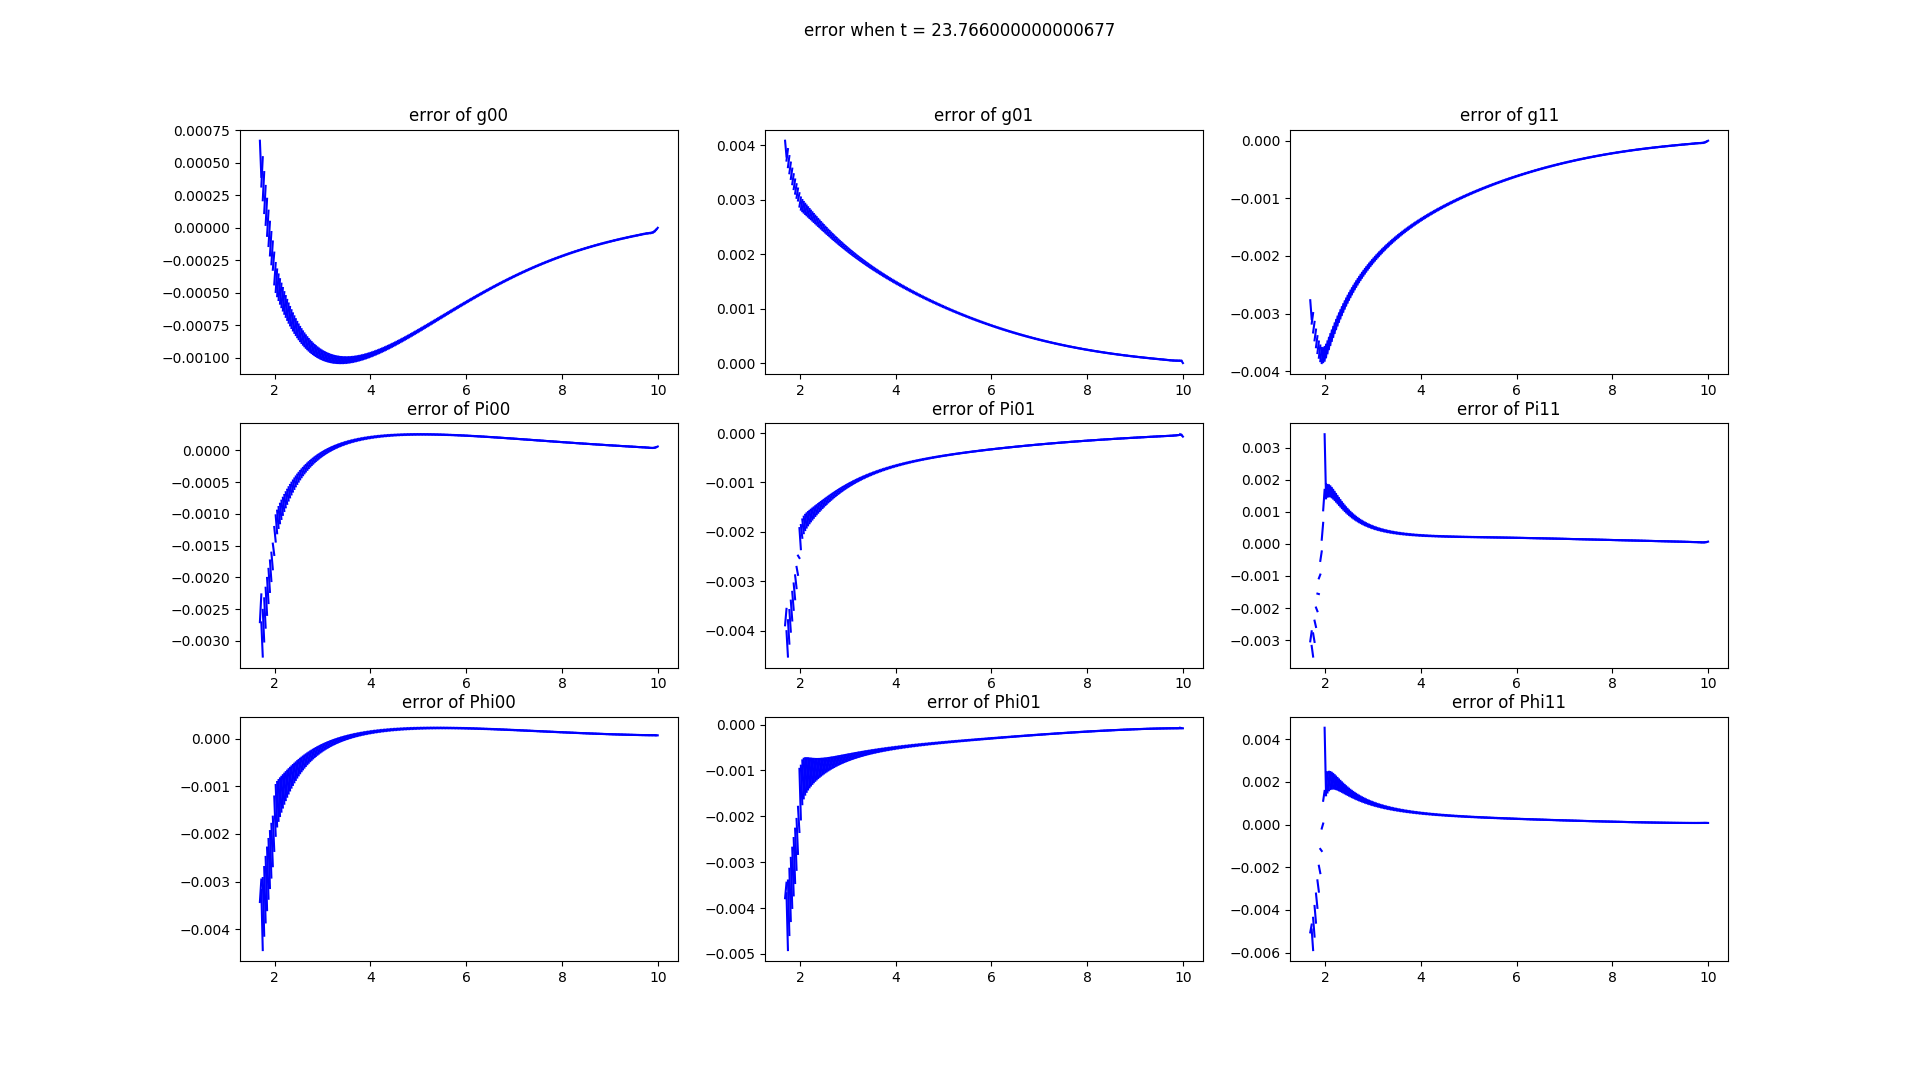 error when t = 23.766000000000677
error of g00
error of g01
error of g11
0.00075
0.00050
0.00025
0.00000
−0.00025
−0.00050
−0.00075
−0.00100
2 4 6 8 10
0.004
0.003
0.002
0.001
0.000
2 4 6 8 10
0.000
−0.001
−0.002
−0.003
−0.004
2 4 6 8 10
error of Pi00
error of Pi01
error of Pi11
0.0000
−0.0005
−0.0010
−0.0015
−0.0020
−0.0025
−0.0030
2 4 6 8 10
0.000
−0.001
−0.002
−0.003
−0.004
2 4 6 8 10
0.003
0.002
0.001
0.000
−0.001
−0.002
−0.003
2 4 6 8 10
error of Phi00
error of Phi01
error of Phi11
0.000
−0.001
−0.002
−0.003
−0.004
2 4 6 8 10
0.000
−0.001
−0.002
−0.003
−0.004
−0.005
2 4 6 8 10
0.004
0.002
0.000
−0.002
−0.004
−0.006
2 4 6 8 10